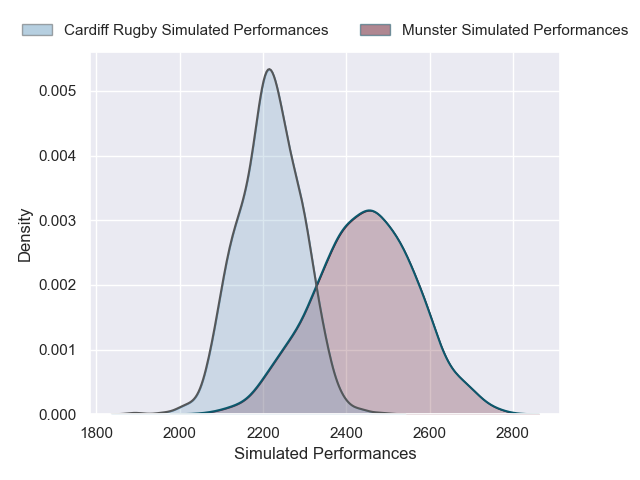 Cardiff Rugby Simulated Performances Munster Simulated Performances
0.005
0.004
0.003
0.002
0.001
0.000
Density
1800 2000 2200 2400 2600 2800
Simulated Performances